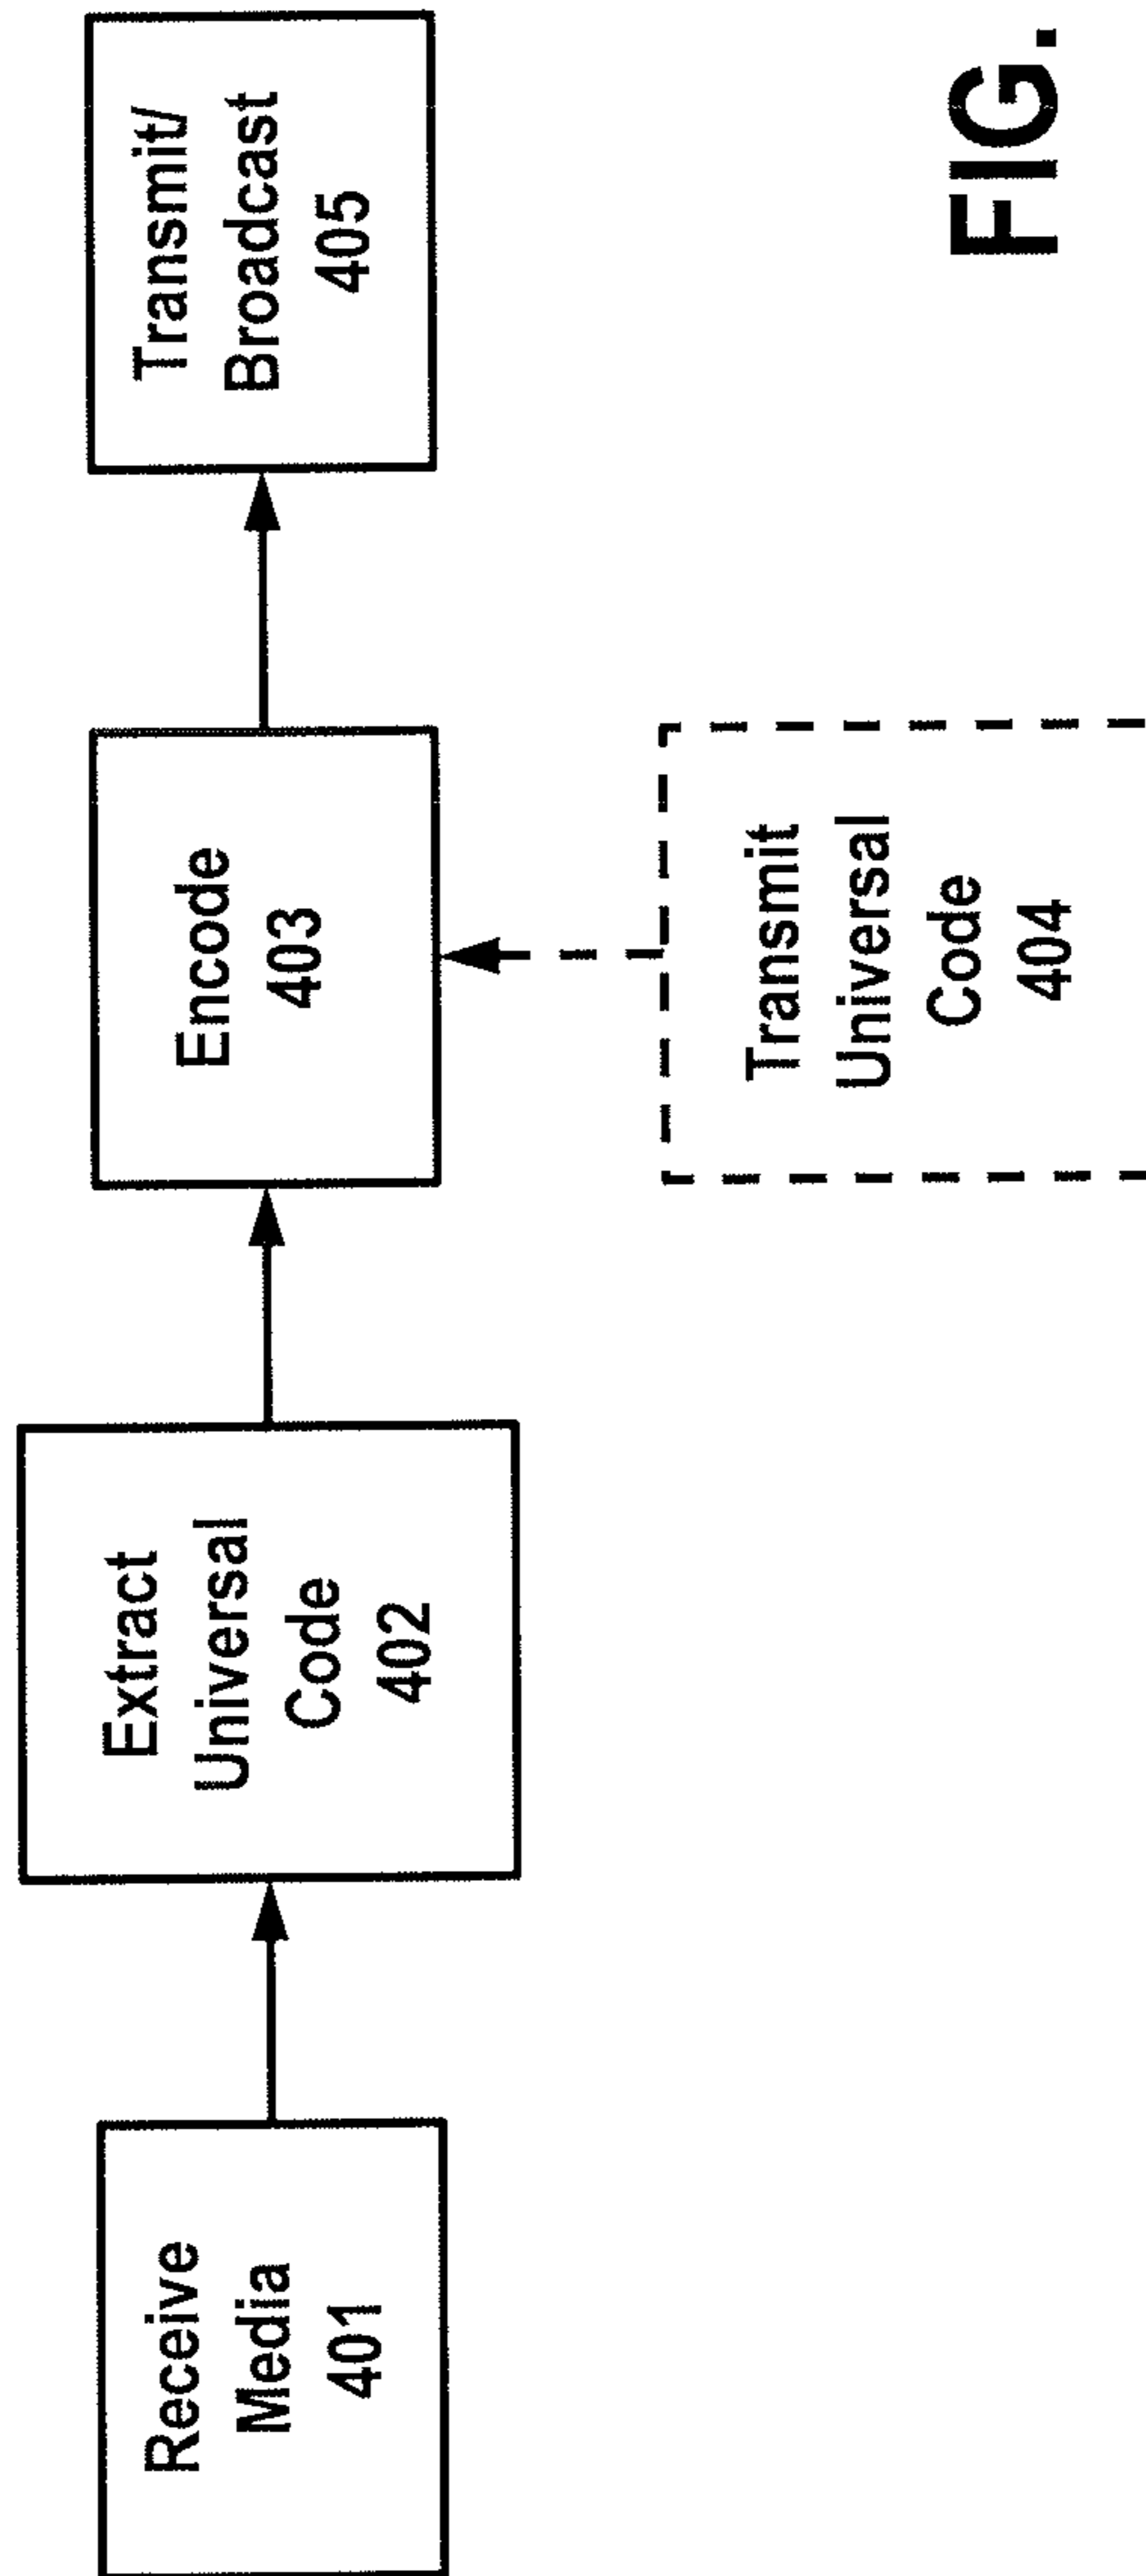 Receive
Media
401
Extract
Universal
Code
402
Encode
403
Transmit
Universal
Code
404
Transmit/
Broadcast
405
FIG.